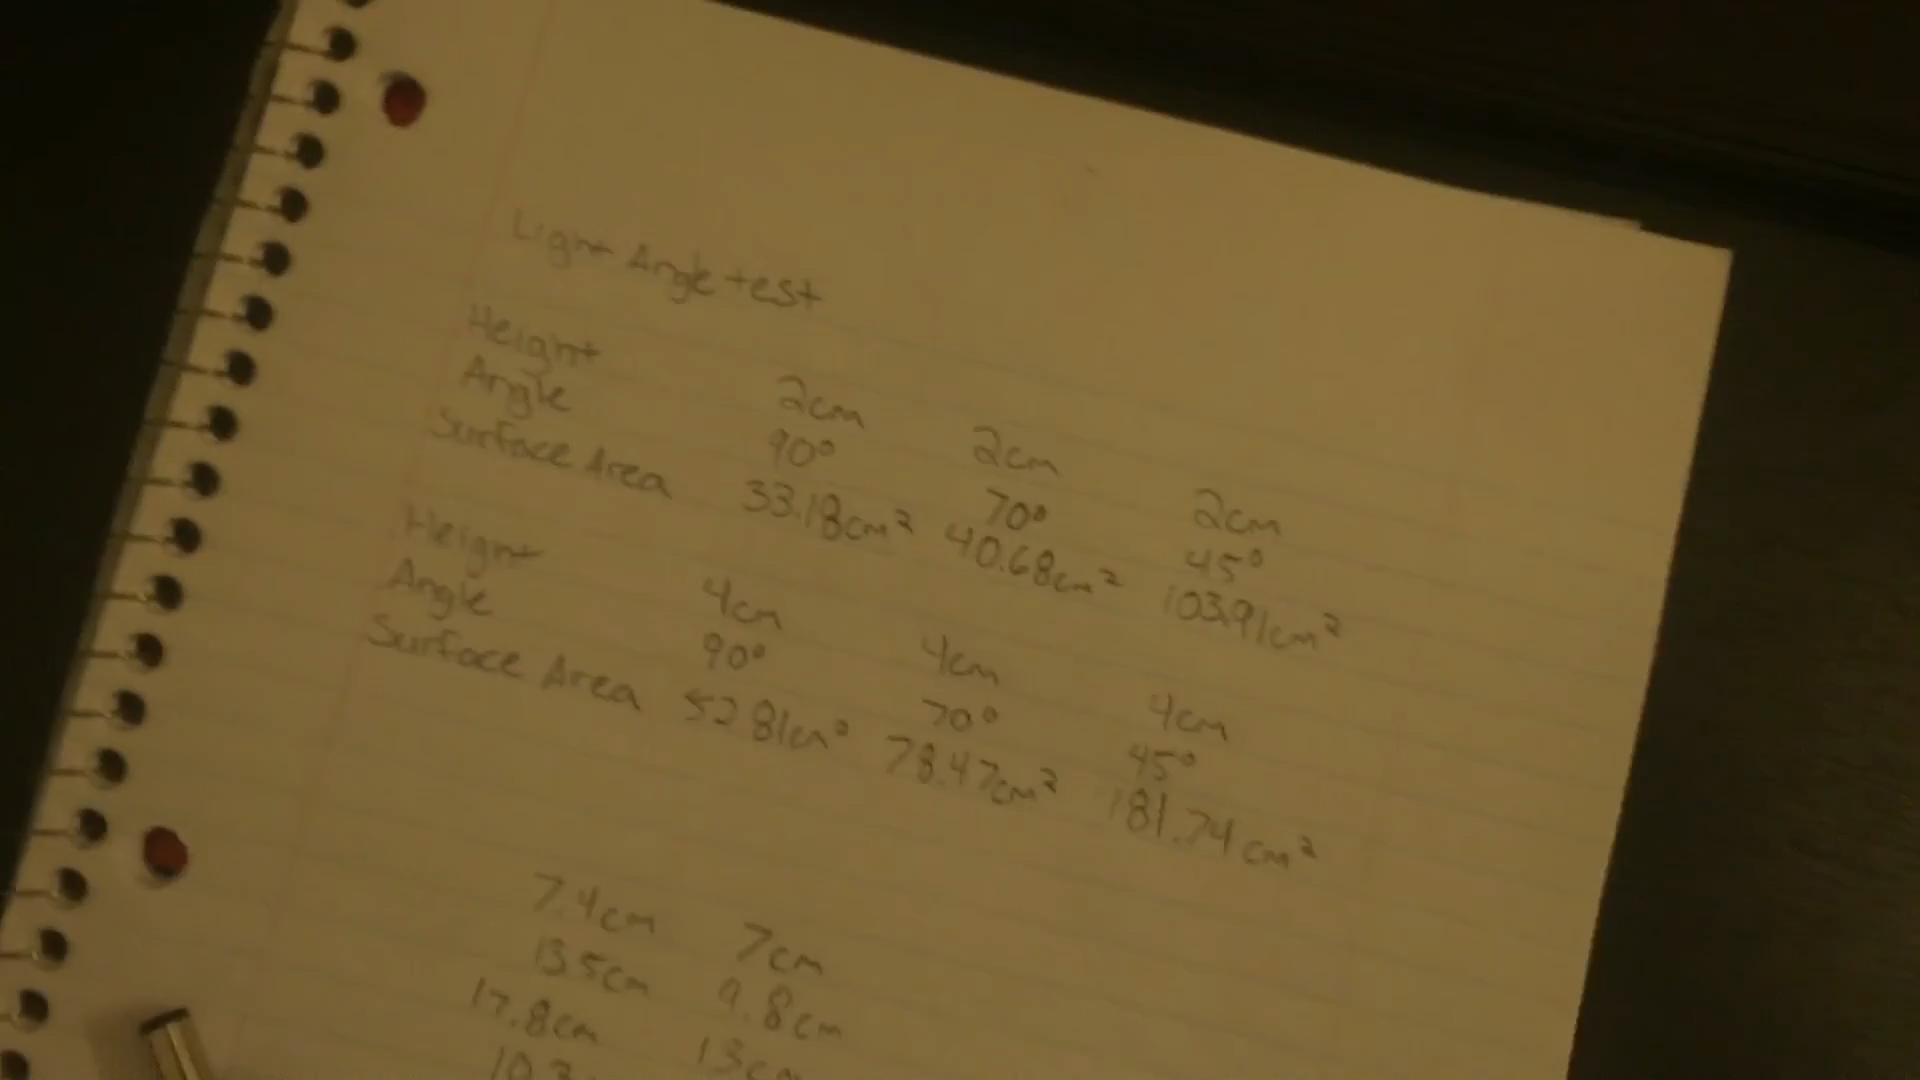 Light Angle test
Height 2cm 2cm 2cm
Angle 90° 70° 45°
Surface Area 33.18cm² 40.68cm² 103.91cm²
Height 4cm 4cm 4cm
Angle 90° 70° 45°
Surface Area 52.81cm² 78.47cm² 181.74cm²
7.4cm 7cm
13.5cm 9.8cm
17.8cm 13cm